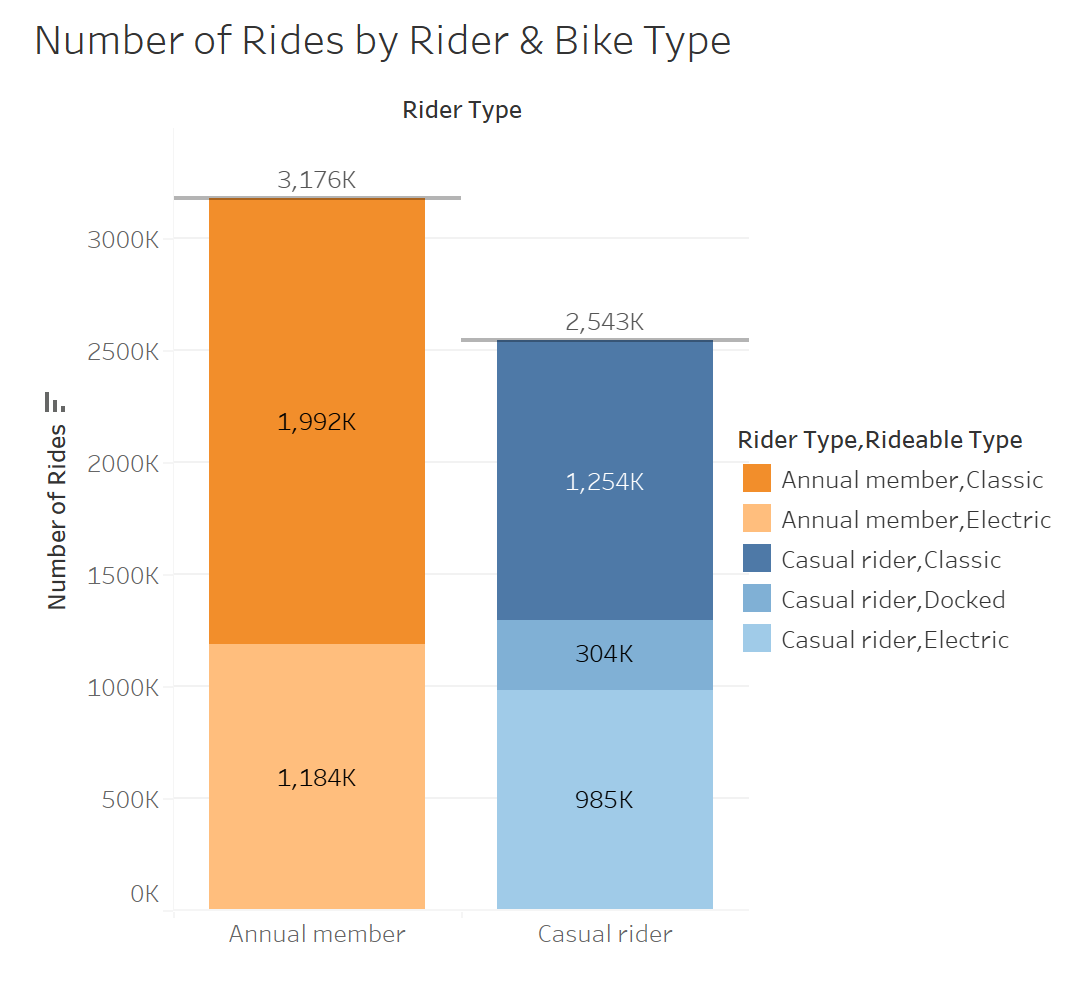 Number of Rides by Rider & Bike Type
Rider Type
3,176K
3000K
2,543K
2500K
1,992K
2000K
1,254K
Number of Rides
Rider Type,Rideable Type
Annual member,Classic
Annual member,Electric
Casual rider,Classic
Casual rider,Docked
Casual rider,Electric
1500K
304K
1000K
1,184K
985K
500K
0K
Annual member
Casual rider